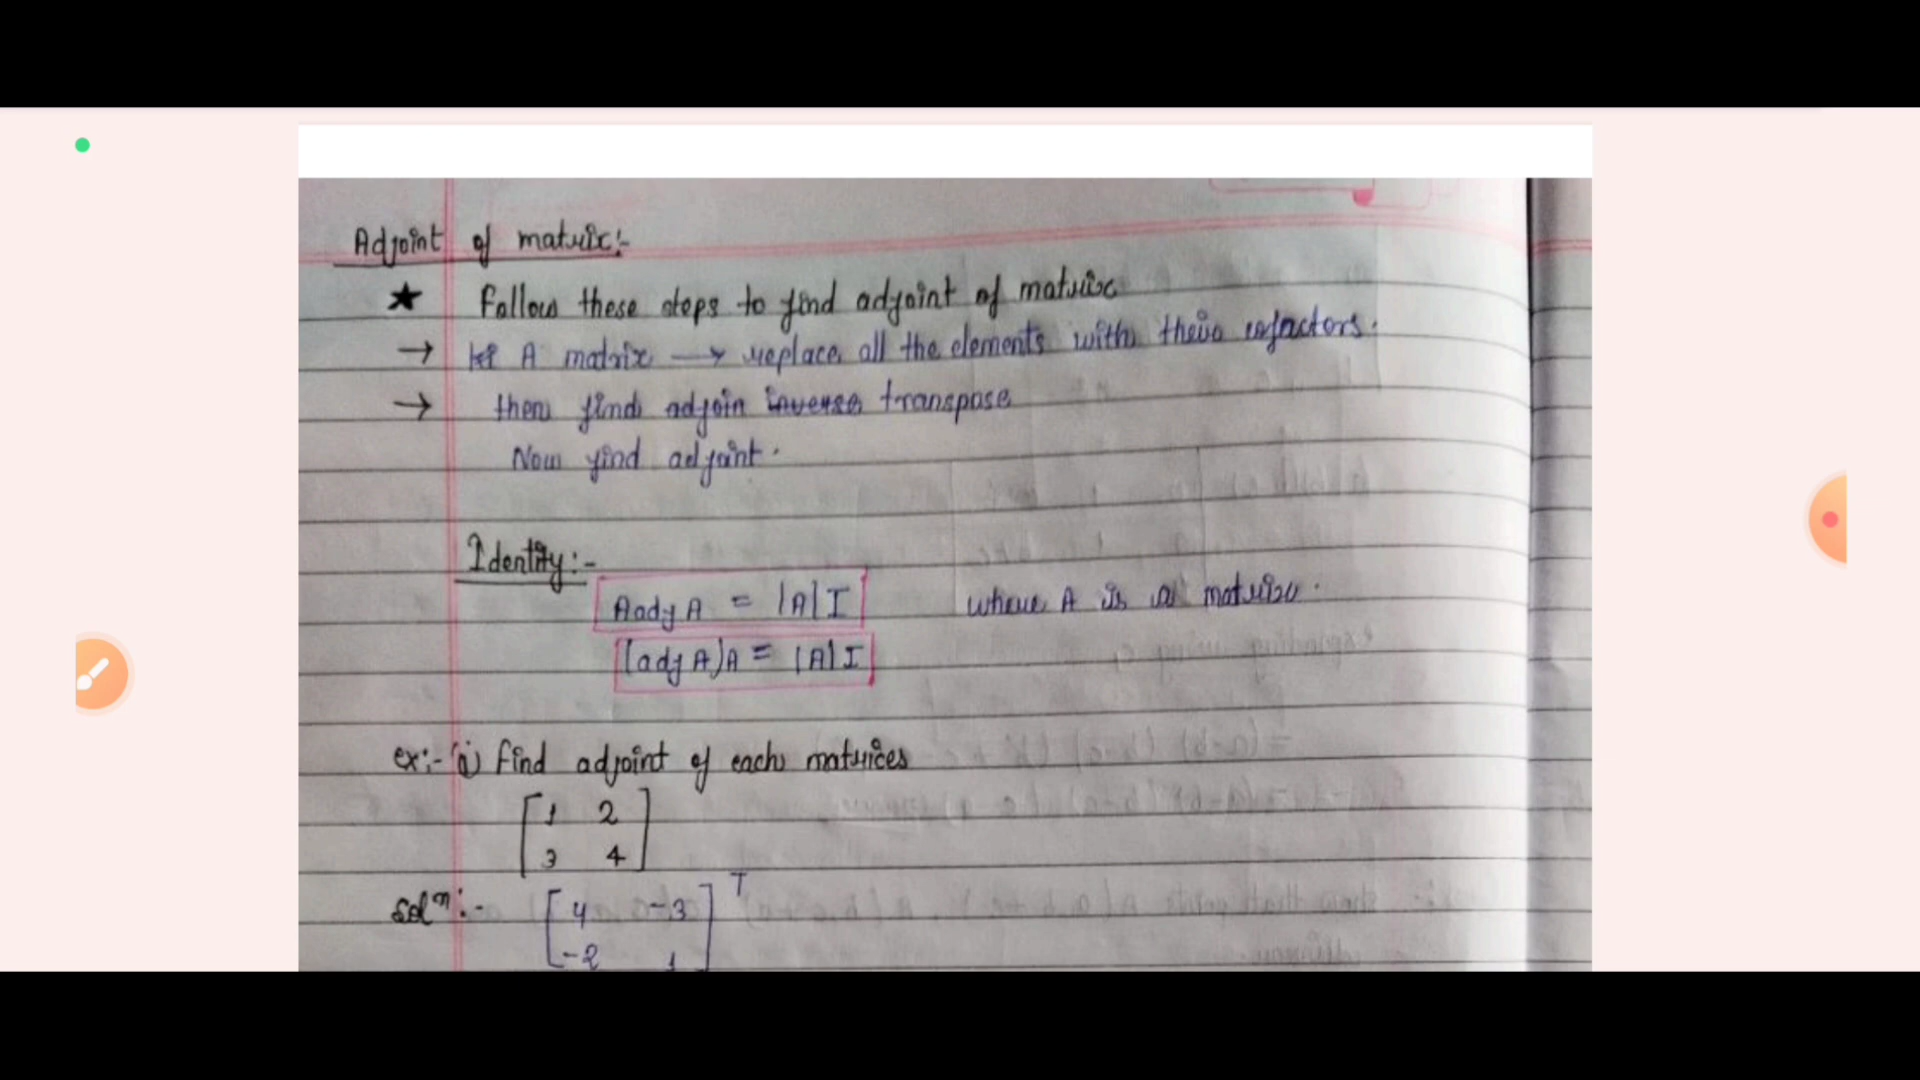 Adjoint of matrix:-
★ Follow these steps to find adjoint of matrix
→ A matrix → replace all the elements with their cofactors.
→ then find adjoin inverse transpose
Now find adjoint.
Identity:-
A adj A = |A| I where A is a matrix.
(adj A)A = |A| I
ex:- (i) Find adjoint of each matrices
[1 2
3 4]
Solⁿ:- [4 -3]ᵀ
[-2 1]